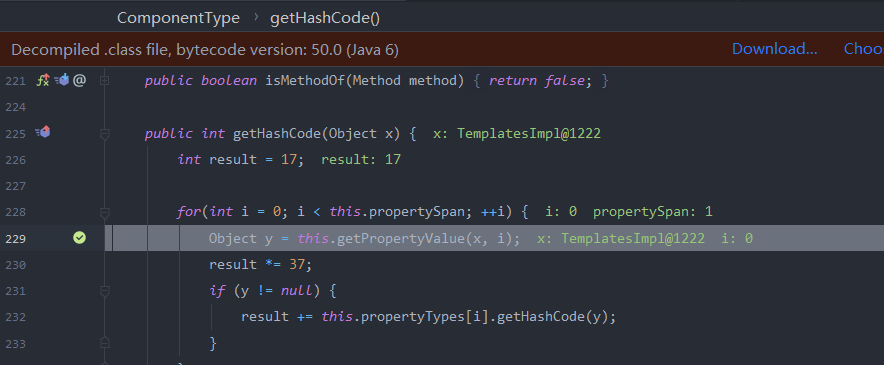 ComponentType › getHashCode()
Decompiled .class file, bytecode version: 50.0 (Java 6) Download... Choo
221 @ public boolean isMethodOf(Method method) { return false; }
224
225 public int getHashCode(Object x) { x: TemplatesImpl@1222
226 int result = 17; result: 17
227
228 for(int i = 0; i < this.propertySpan; ++i) { i: 0 propertySpan: 1
229 Object y = this.getPropertyValue(x, i); x: TemplatesImpl@1222 i: 0
230 result *= 37;
231 if (y != null) {
232 result += this.propertyTypes[i].getHashCode(y);
233 }